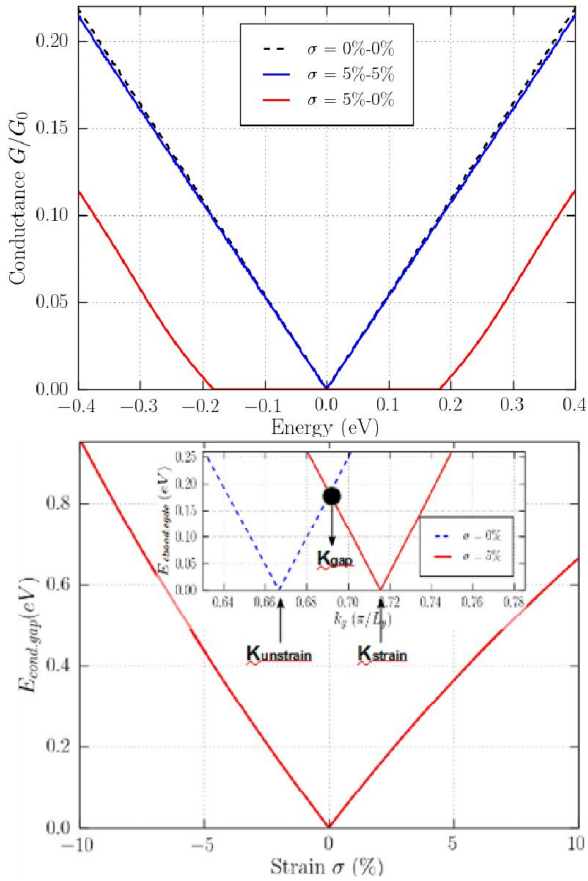 0.20
0.15
0.10
0.05
0.00
Conductance G/G₀
σ = 0%-0%
σ = 5%-5%
σ = 5%-0%
−0.4 −0.3 −0.2 −0.1 0.0 0.1 0.2 0.3 0.4
Energy (eV)
0.8
0.6
0.4
0.2
0.0
E_cond.gap(eV)
0.25
0.20
0.15
0.10
0.05
0.00
σ = 0%
σ = 5%
Kgap
0.64 0.66 0.68 0.70 0.72 0.74 0.76 0.78
k_y (π/L_y)
Kunstrain Kstrain
−10 −5 0 5 10
Strain σ (%)